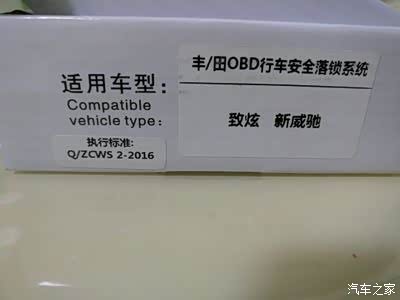 丰/田OBD行车安全落锁系统
适用车型:
Compatible
vehicle type:
致炫 新威驰
执行标准:
Q/ZCWS 2-2016
汽车之家